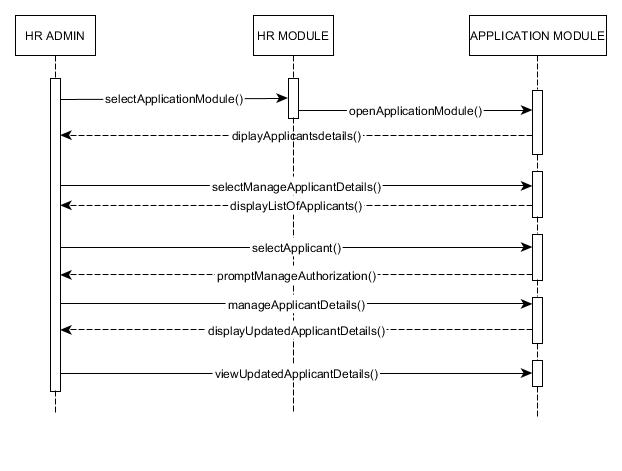 HR ADMIN
HR MODULE
APPLICATION MODULE
selectApplicationModule()
openApplicationModule()
diplayApplicantsdetails()
selectManageApplicantDetails()
displayListOfApplicants()
selectApplicant()
promptManageAuthorization()
manageApplicantDetails()
displayUpdatedApplicantDetails()
viewUpdatedApplicantDetails()